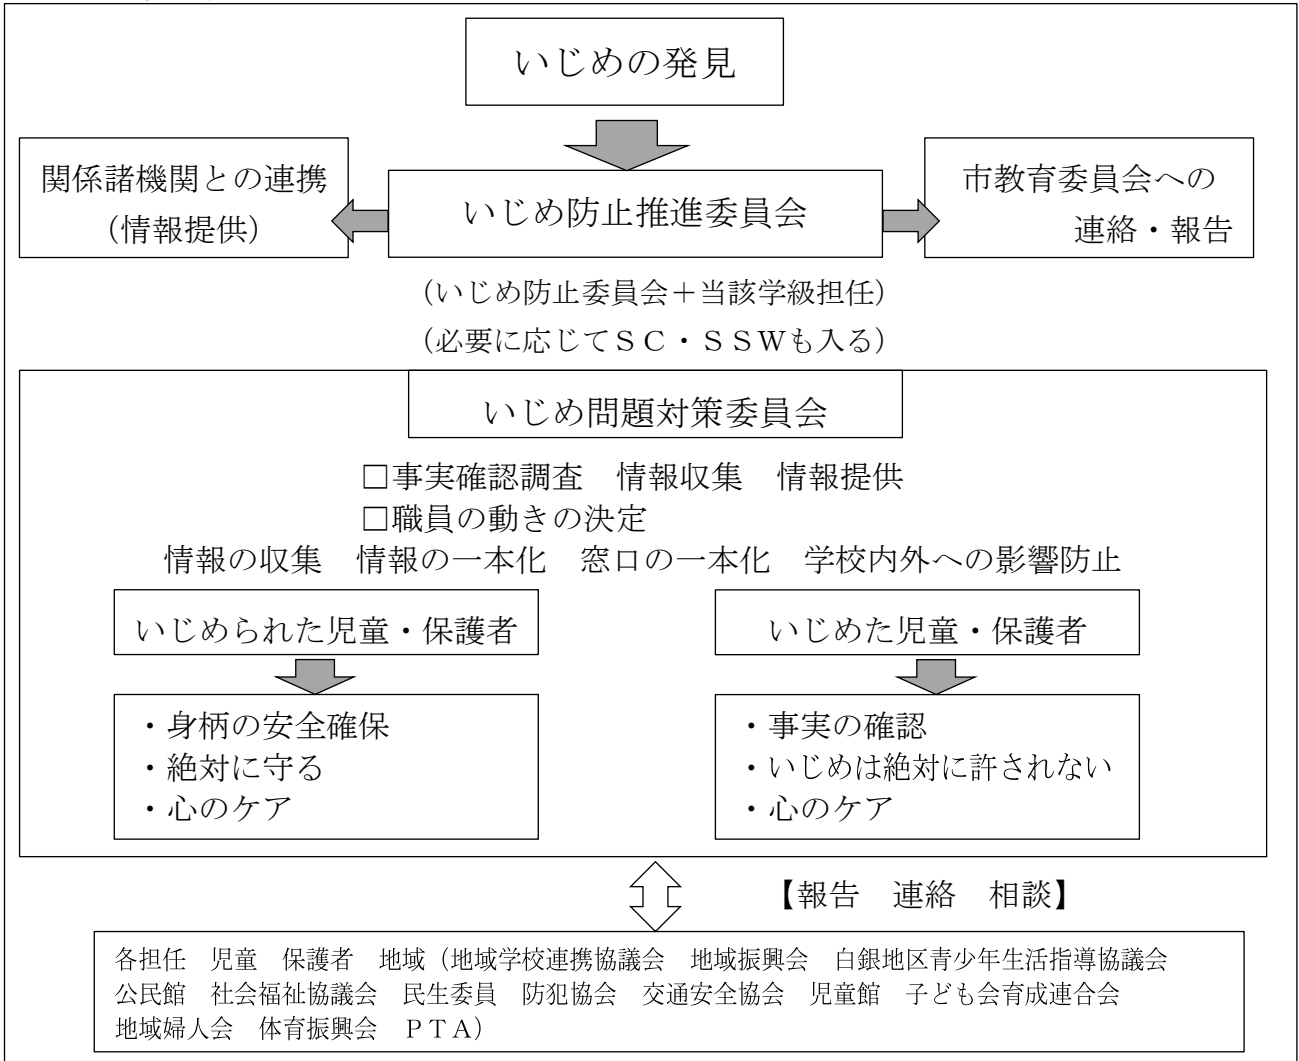 いじめの発見
関係諸機関との連携
（情報提供）
いじめ防止推進委員会
市教育委員会への
連絡・報告
（いじめ防止委員会＋当該学級担任）
（必要に応じてＳＣ・ＳＳＷも入る）
いじめ問題対策委員会
□事実確認調査　情報収集　情報提供
□職員の動きの決定
情報の収集　情報の一本化　窓口の一本化　学校内外への影響防止
いじめられた児童・保護者
・身柄の安全確保
・絶対に守る
・心のケア
いじめた児童・保護者
・事実の確認
・いじめは絶対に許されない
・心のケア
【報告　連絡　相談】
各担任　児童　保護者　地域（地域学校連携協議会　地域振興会　白銀地区青少年生活指導協議会
公民館　社会福祉協議会　民生委員　防犯協会　交通安全協会　児童館　子ども会育成連合会
地域婦人会　体育振興会　ＰＴＡ）